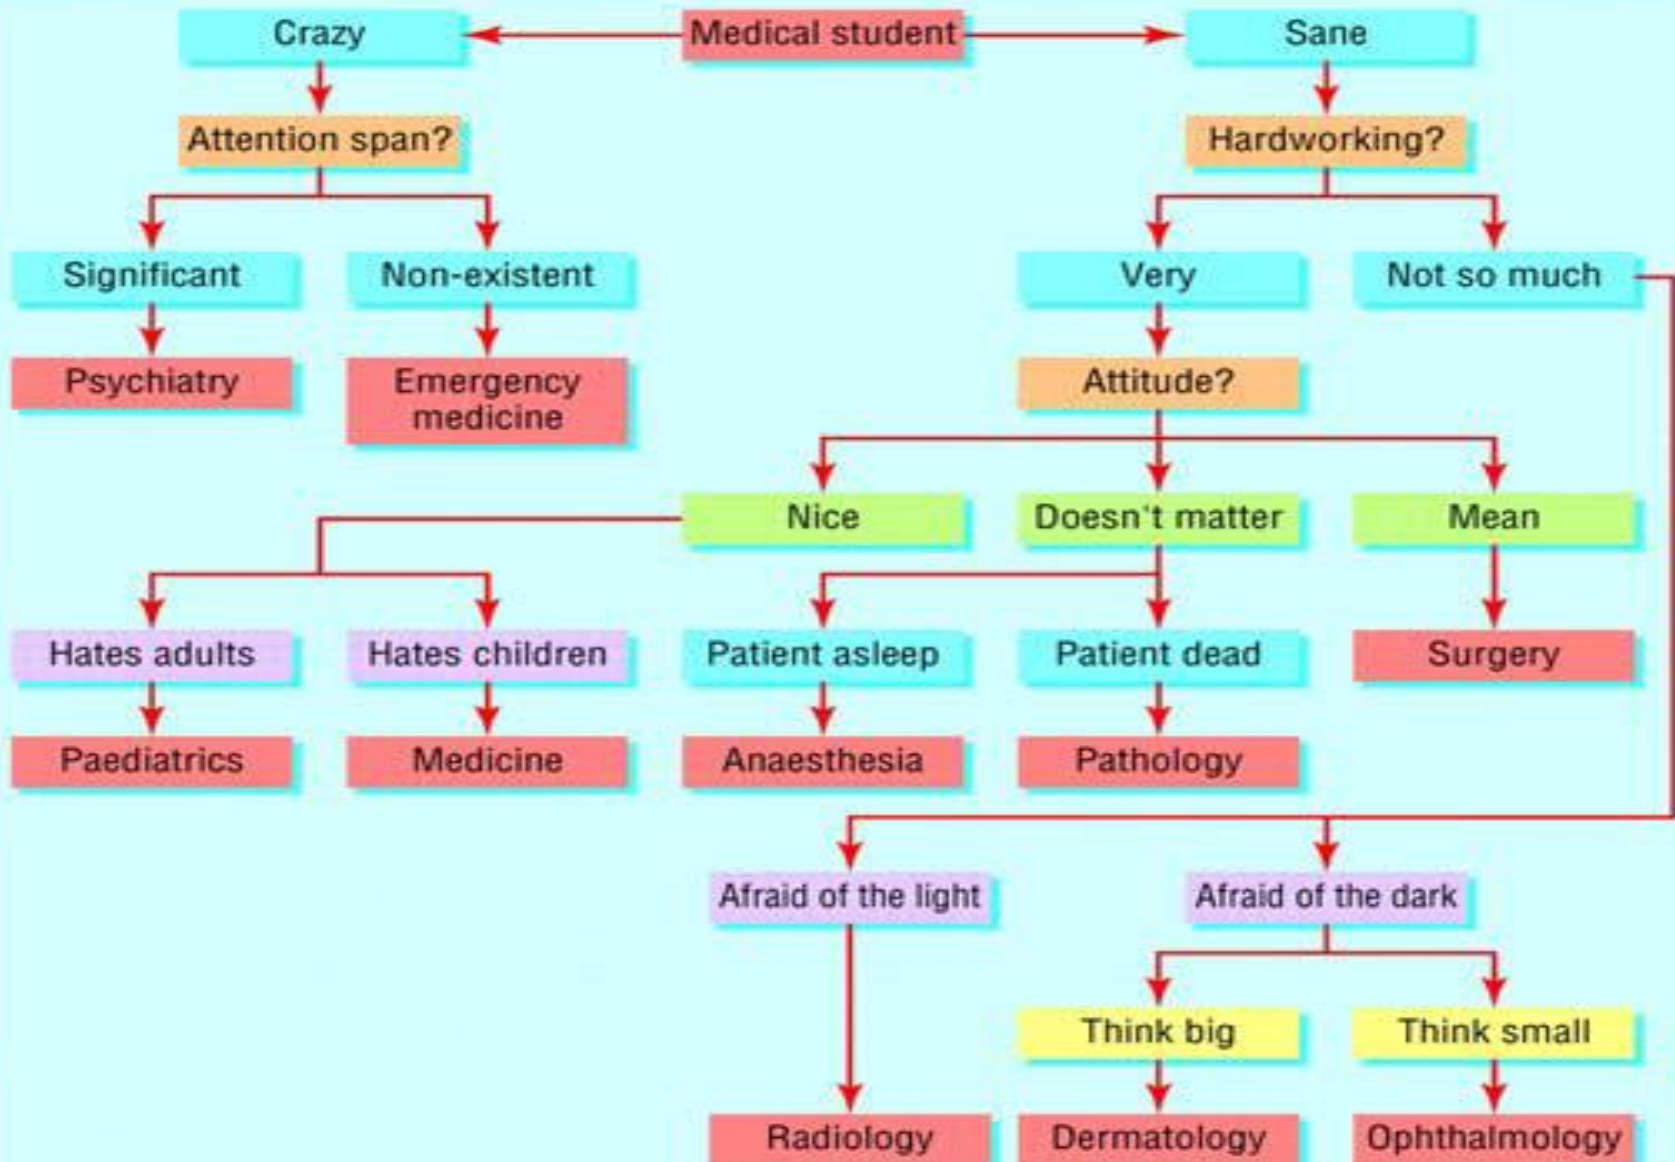 Crazy
Medical student
Sane
Attention span?
Hardworking?
Significant
Non-existent
Very
Not so much
Psychiatry
Emergency
medicine
Attitude?
Nice
Doesn't matter
Mean
Hates adults
Hates children
Patient asleep
Patient dead
Surgery
Paediatrics
Medicine
Anaesthesia
Pathology
Afraid of the light
Afraid of the dark
Think big
Think small
Radiology
Dermatology
Ophthalmology